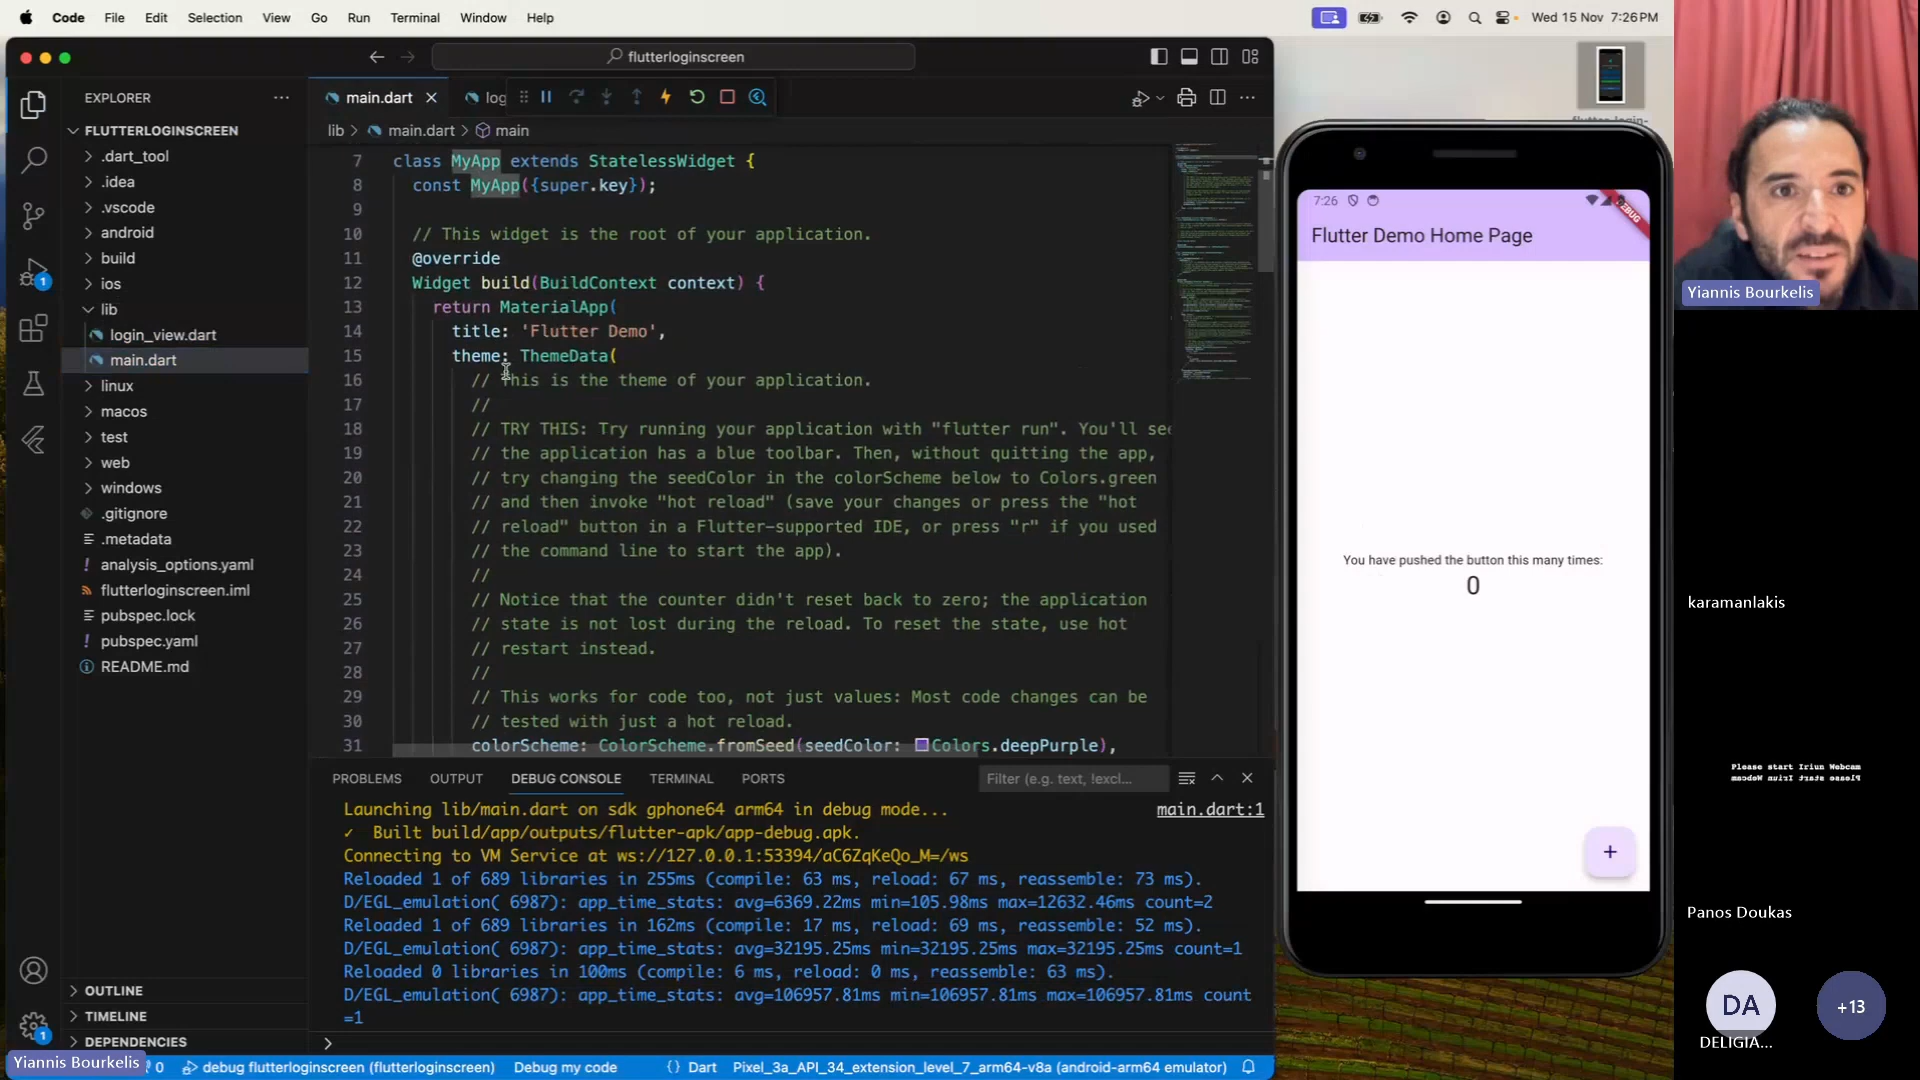 Code File Edit Selection View Go Run Terminal Window Help
Wed 15 Nov 7:26 PM
flutterloginscreen
EXPLORER
FLUTTERLOGINSCREEN
.dart_tool
.idea
.vscode
android
build
ios
lib
login_view.dart
main.dart
linux
macos
test
web
windows
.gitignore
.metadata
analysis_options.yaml
flutterloginscreen.iml
pubspec.lock
pubspec.yaml
README.md
OUTLINE
TIMELINE
DEPENDENCIES
1
1
main.dart
log
lib > main.dart > main
7 class MyApp extends StatelessWidget {
8 const MyApp({super.key});
9
10 // This widget is the root of your application.
11 @override
12 Widget build(BuildContext context) {
13 return MaterialApp(
14 title: 'Flutter Demo',
15 theme: ThemeData(
16 // This is the theme of your application.
17 //
18 // TRY THIS: Try running your application with "flutter run". You'll see
19 // the application has a blue toolbar. Then, without quitting the app,
20 // try changing the seedColor in the colorScheme below to Colors.green
21 // and then invoke "hot reload" (save your changes or press the "hot
22 // reload" button in a Flutter-supported IDE, or press "r" if you used
23 // the command line to start the app).
24 //
25 // Notice that the counter didn't reset back to zero; the application
26 // state is not lost during the reload. To reset the state, use hot
27 // restart instead.
28 //
29 // This works for code too, not just values: Most code changes can be
30 // tested with just a hot reload.
31 colorScheme: ColorScheme.fromSeed(seedColor: Colors.deepPurple),
PROBLEMS OUTPUT DEBUG CONSOLE TERMINAL PORTS
Filter (e.g. text, !excl...
Launching lib/main.dart on sdk gphone64 arm64 in debug mode...
main.dart:1
✓ Built build/app/outputs/flutter-apk/app-debug.apk.
Connecting to VM Service at ws://127.0.0.1:53394/aC6ZqKeQo_M=/ws
Reloaded 1 of 689 libraries in 255ms (compile: 63 ms, reload: 67 ms, reassemble: 73 ms).
D/EGL_emulation( 6987): app_time_stats: avg=6369.22ms min=105.98ms max=12632.46ms count=2
Reloaded 1 of 689 libraries in 162ms (compile: 17 ms, reload: 69 ms, reassemble: 52 ms).
D/EGL_emulation( 6987): app_time_stats: avg=32195.25ms min=32195.25ms max=32195.25ms count=1
Reloaded 0 libraries in 100ms (compile: 6 ms, reload: 0 ms, reassemble: 63 ms).
D/EGL_emulation( 6987): app_time_stats: avg=106957.81ms min=106957.81ms max=106957.81ms count
=1
>
Yiannis Bourkelis
0
debug flutterloginscreen (flutterloginscreen)
Debug my code
{} Dart
Pixel_3a_API_34_extension_level_7_arm64-v8a (android-arm64 emulator)
7:26
DEBUG
Flutter Demo Home Page
You have pushed the button this many times:
0
+
Yiannis Bourkelis
karamanlakis
Please start Iriun Webcam
Please start Iriun Webcam
Panos Doukas
DA
+13
DELIGIA...